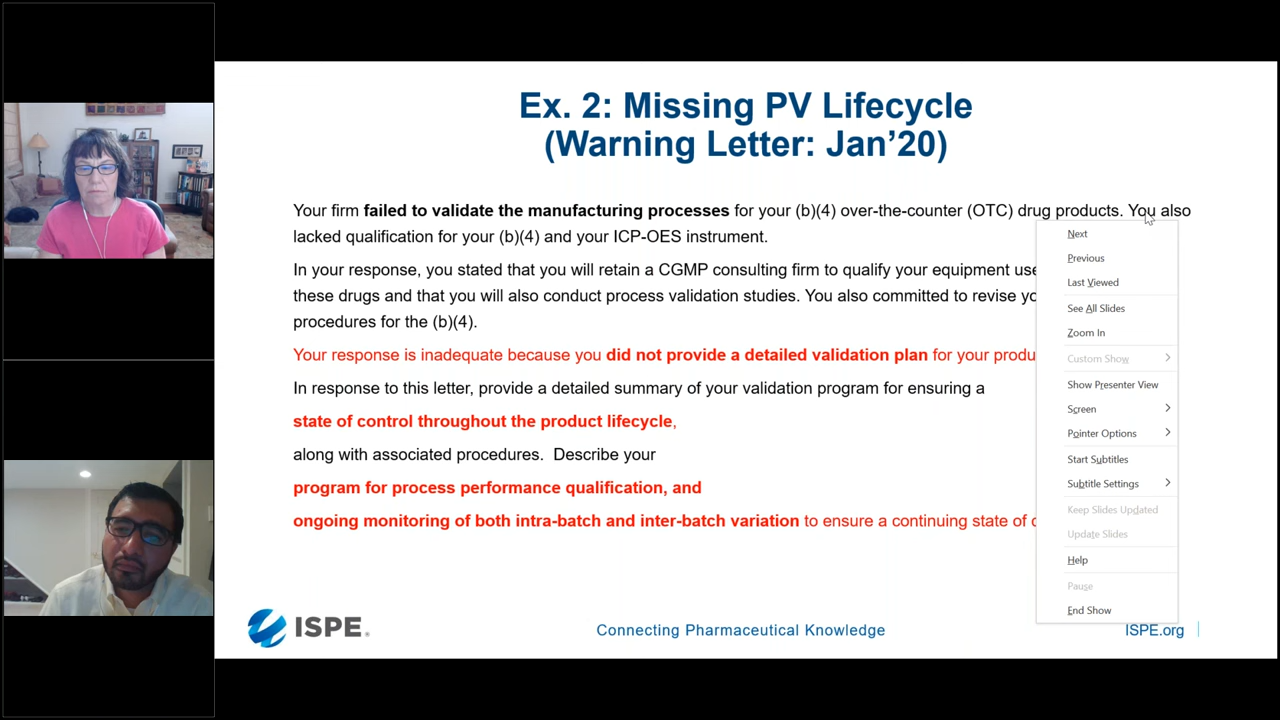 Ex. 2: Missing PV Lifecycle
(Warning Letter: Jan’20)
Your firm failed to validate the manufacturing processes for your (b)(4) over-the-counter (OTC) drug products. You also
lacked qualification for your (b)(4) and your ICP-OES instrument.
In your response, you stated that you will retain a CGMP consulting firm to qualify your equipment
these drugs and that you will also conduct process validation studies. You also committed to revise
procedures for the (b)(4).
Your response is inadequate because you did not provide a detailed validation plan for your
In response to this letter, provide a detailed summary of your validation program for ensuring a
state of control throughout the product lifecycle,
along with associated procedures.  Describe your
program for process performance qualification, and
ongoing monitoring of both intra-batch and inter-batch variation to ensure a continuing state of
Next
Previous
Last Viewed
See All Slides
Zoom In
Custom Show
Show Presenter View
Screen
Pointer Options
Start Subtitles
Subtitle Settings
Keep Slides Updated
Update Slides
Help
Pause
End Show
ISPE®
Connecting Pharmaceutical Knowledge
ISPE.org